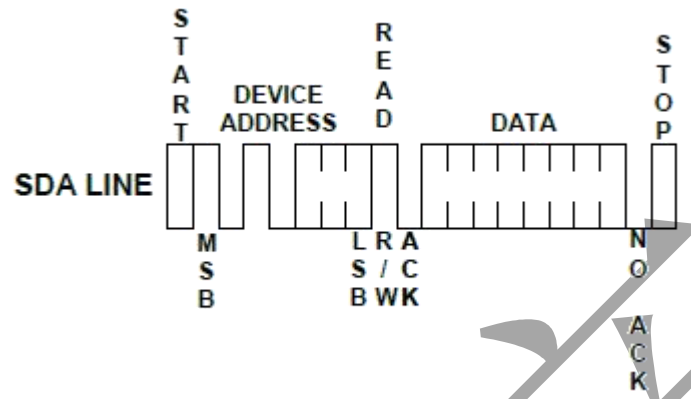 START
READ
STOP
DEVICE
ADDRESS
DATA
SDA LINE
MSB
LSB
R/W
ACK
NO ACK